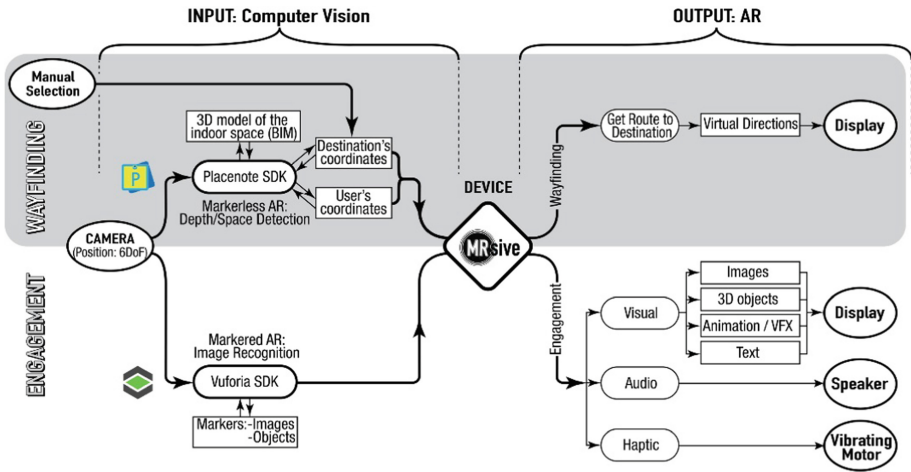 INPUT: Computer Vision
OUTPUT: AR
WAYFINDING
Manual
Selection
3D model of the
indoor space (BIM)
Destination's
coordinates
P
Placenote SDK
User's
coordinates
Markerless AR:
Depth/Space Detection
CAMERA
(Position: 6DoF)
DEVICE
MRsive
Wayfinding
Get Route to
Destination
Virtual Directions
Display
ENGAGEMENT
Markered AR:
Image Recognition
Vuforia SDK
Markers:-Images
-Objects
Engagement
Visual
Images
3D objects
Animation / VFX
Text
Display
Audio
Speaker
Haptic
Vibrating
Motor